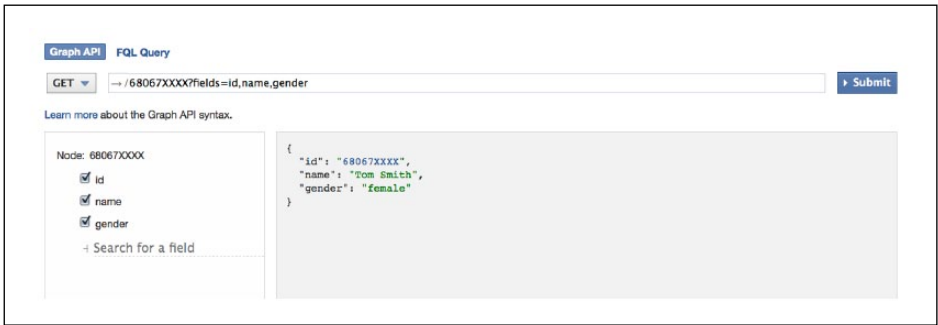 Graph API FQL Query
GET → /68067XXXX?fields=id,name,gender Submit
Learn more about the Graph API syntax.
Node: 68067XXXX
id
name
gender
Search for a field
{
"id": "68067XXXX",
"name": "Tom Smith",
"gender": "female"
}